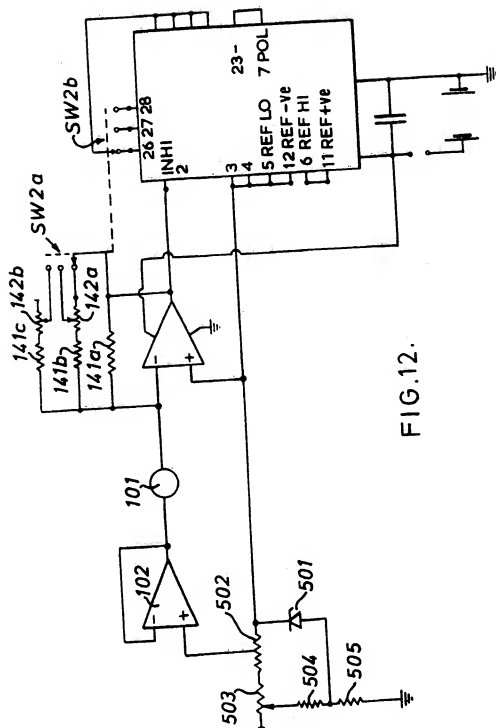 SW2b
SW2a
141c 142b
141b 142a
141a
101
102
502
503
501
504
505
26 27 28
INHI
2
3
4
5 REF LO
12 REF-ve
6 REF HI
11 REF+ve
23-
7 POL
-
+
-
+
FIG.12.